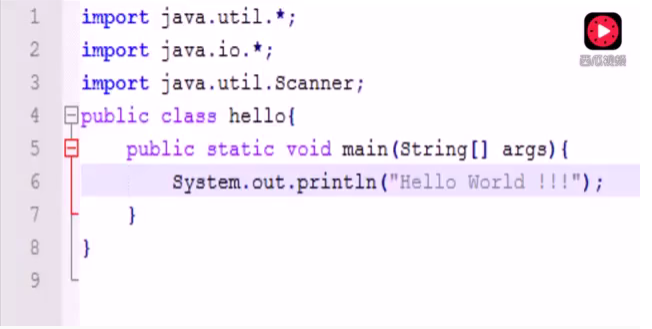 1 import java.util.*;
2 import java.io.*;
3 import java.util.Scanner;
4 public class hello{
5 public static void main(String[] args){
6 System.out.println("Hello World !!!");
7 }
8 }
9